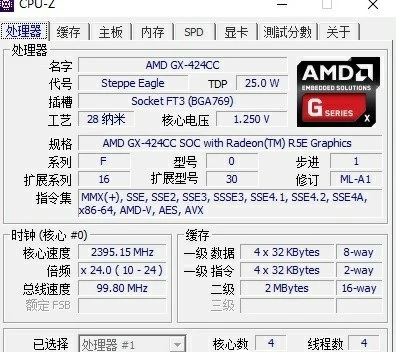 CPU-Z
处理器 缓存 主板 内存 SPD 显卡 测試分數 关于
处理器
名字 AMD GX-424CC
代号 Steppe Eagle TDP 25.0 W
插槽 Socket FT3 (BGA769)
工艺 28 纳米 核心电压 1.250 V
AMD
EMBEDDED SOLUTIONS
G SERIES X
规格 AMD GX-424CC SOC with Radeon(TM) R5E Graphics
系列 F 型号 0 步进 1
扩展系列 16 扩展型号 30 修订 ML-A1
指令集 MMX(+), SSE, SSE2, SSE3, SSSE3, SSE4.1, SSE4.2, SSE4A,
x86-64, AMD-V, AES, AVX
时钟 (核心 #0) 缓存
核心速度 2395.15 MHz 一级 数据 4 x 32 KBytes 8-way
倍频 x 24.0 ( 10 - 24 ) 一级 指令 4 x 32 KBytes 2-way
总线速度 99.80 MHz 二级 2 MBytes 16-way
额定 FSB 三级
已选择 处理器 #1 核心数 4 线程数 4